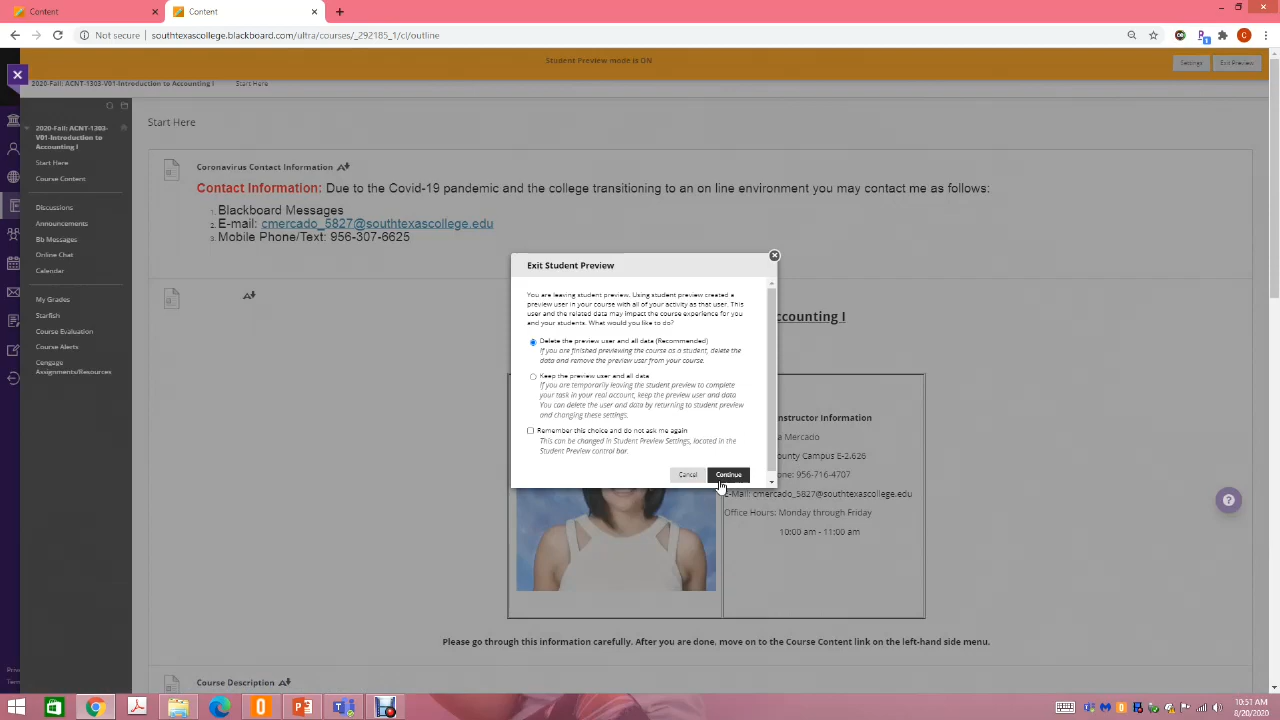 Content
Content
Not secure
southtexascollege.blackboard.com/ultra/courses/_292185_1/cl/outline
Student Preview mode is ON
Settings
Exit Preview
2020-Fall: ACNT-1303-V01-Introduction to Accounting I
Start Here
2020-Fall: ACNT-1303-
V01-Introduction to
Accounting I
Start Here
Course Content
Discussions
Announcements
Bb Messages
Online Chat
Calendar
My Grades
Starfish
Course Evaluation
Course Alerts
Cengage
Assignments/Resources
Start Here
Coronavirus Contact Information
Contact Information: Due to the Covid-19 pandemic and the college transitioning to an on line environment you may contact me as follows:
1. Blackboard Messages
2. E-mail: cmercado_5827@southtexascollege.edu
3. Mobile Phone/Text: 956-307-6625
Exit Student Preview
You are leaving student preview. Using student preview created a
preview user in your course with all of your activity as that user. This
user and the related data may impact the course experience for you
and your students. What would you like to do?
Delete the preview user and all data (Recommended)
If you are finished previewing the course as a student, delete the
data and remove the preview user from your course.
Keep the preview user and all data
If you are temporarily leaving the student preview to complete
your task in your real account, keep the preview user and data.
You can delete the user and data by returning to student preview
and changing these settings.
Remember this choice and do not ask me again
This can be changed in Student Preview Settings, located in the
Student Preview control bar.
Cancel
Continue
ccounting I
nstructor Information
a Mercado
ounty Campus E-2.626
hone: 956-716-4707
E-Mail: cmercado_5827@southtexascollege.edu
Office Hours: Monday through Friday
10:00 am - 11:00 am
Please go through this information carefully. After you are done, move on to the Course Content link on the left-hand side menu.
Course Description
10:51 AM
8/20/2020